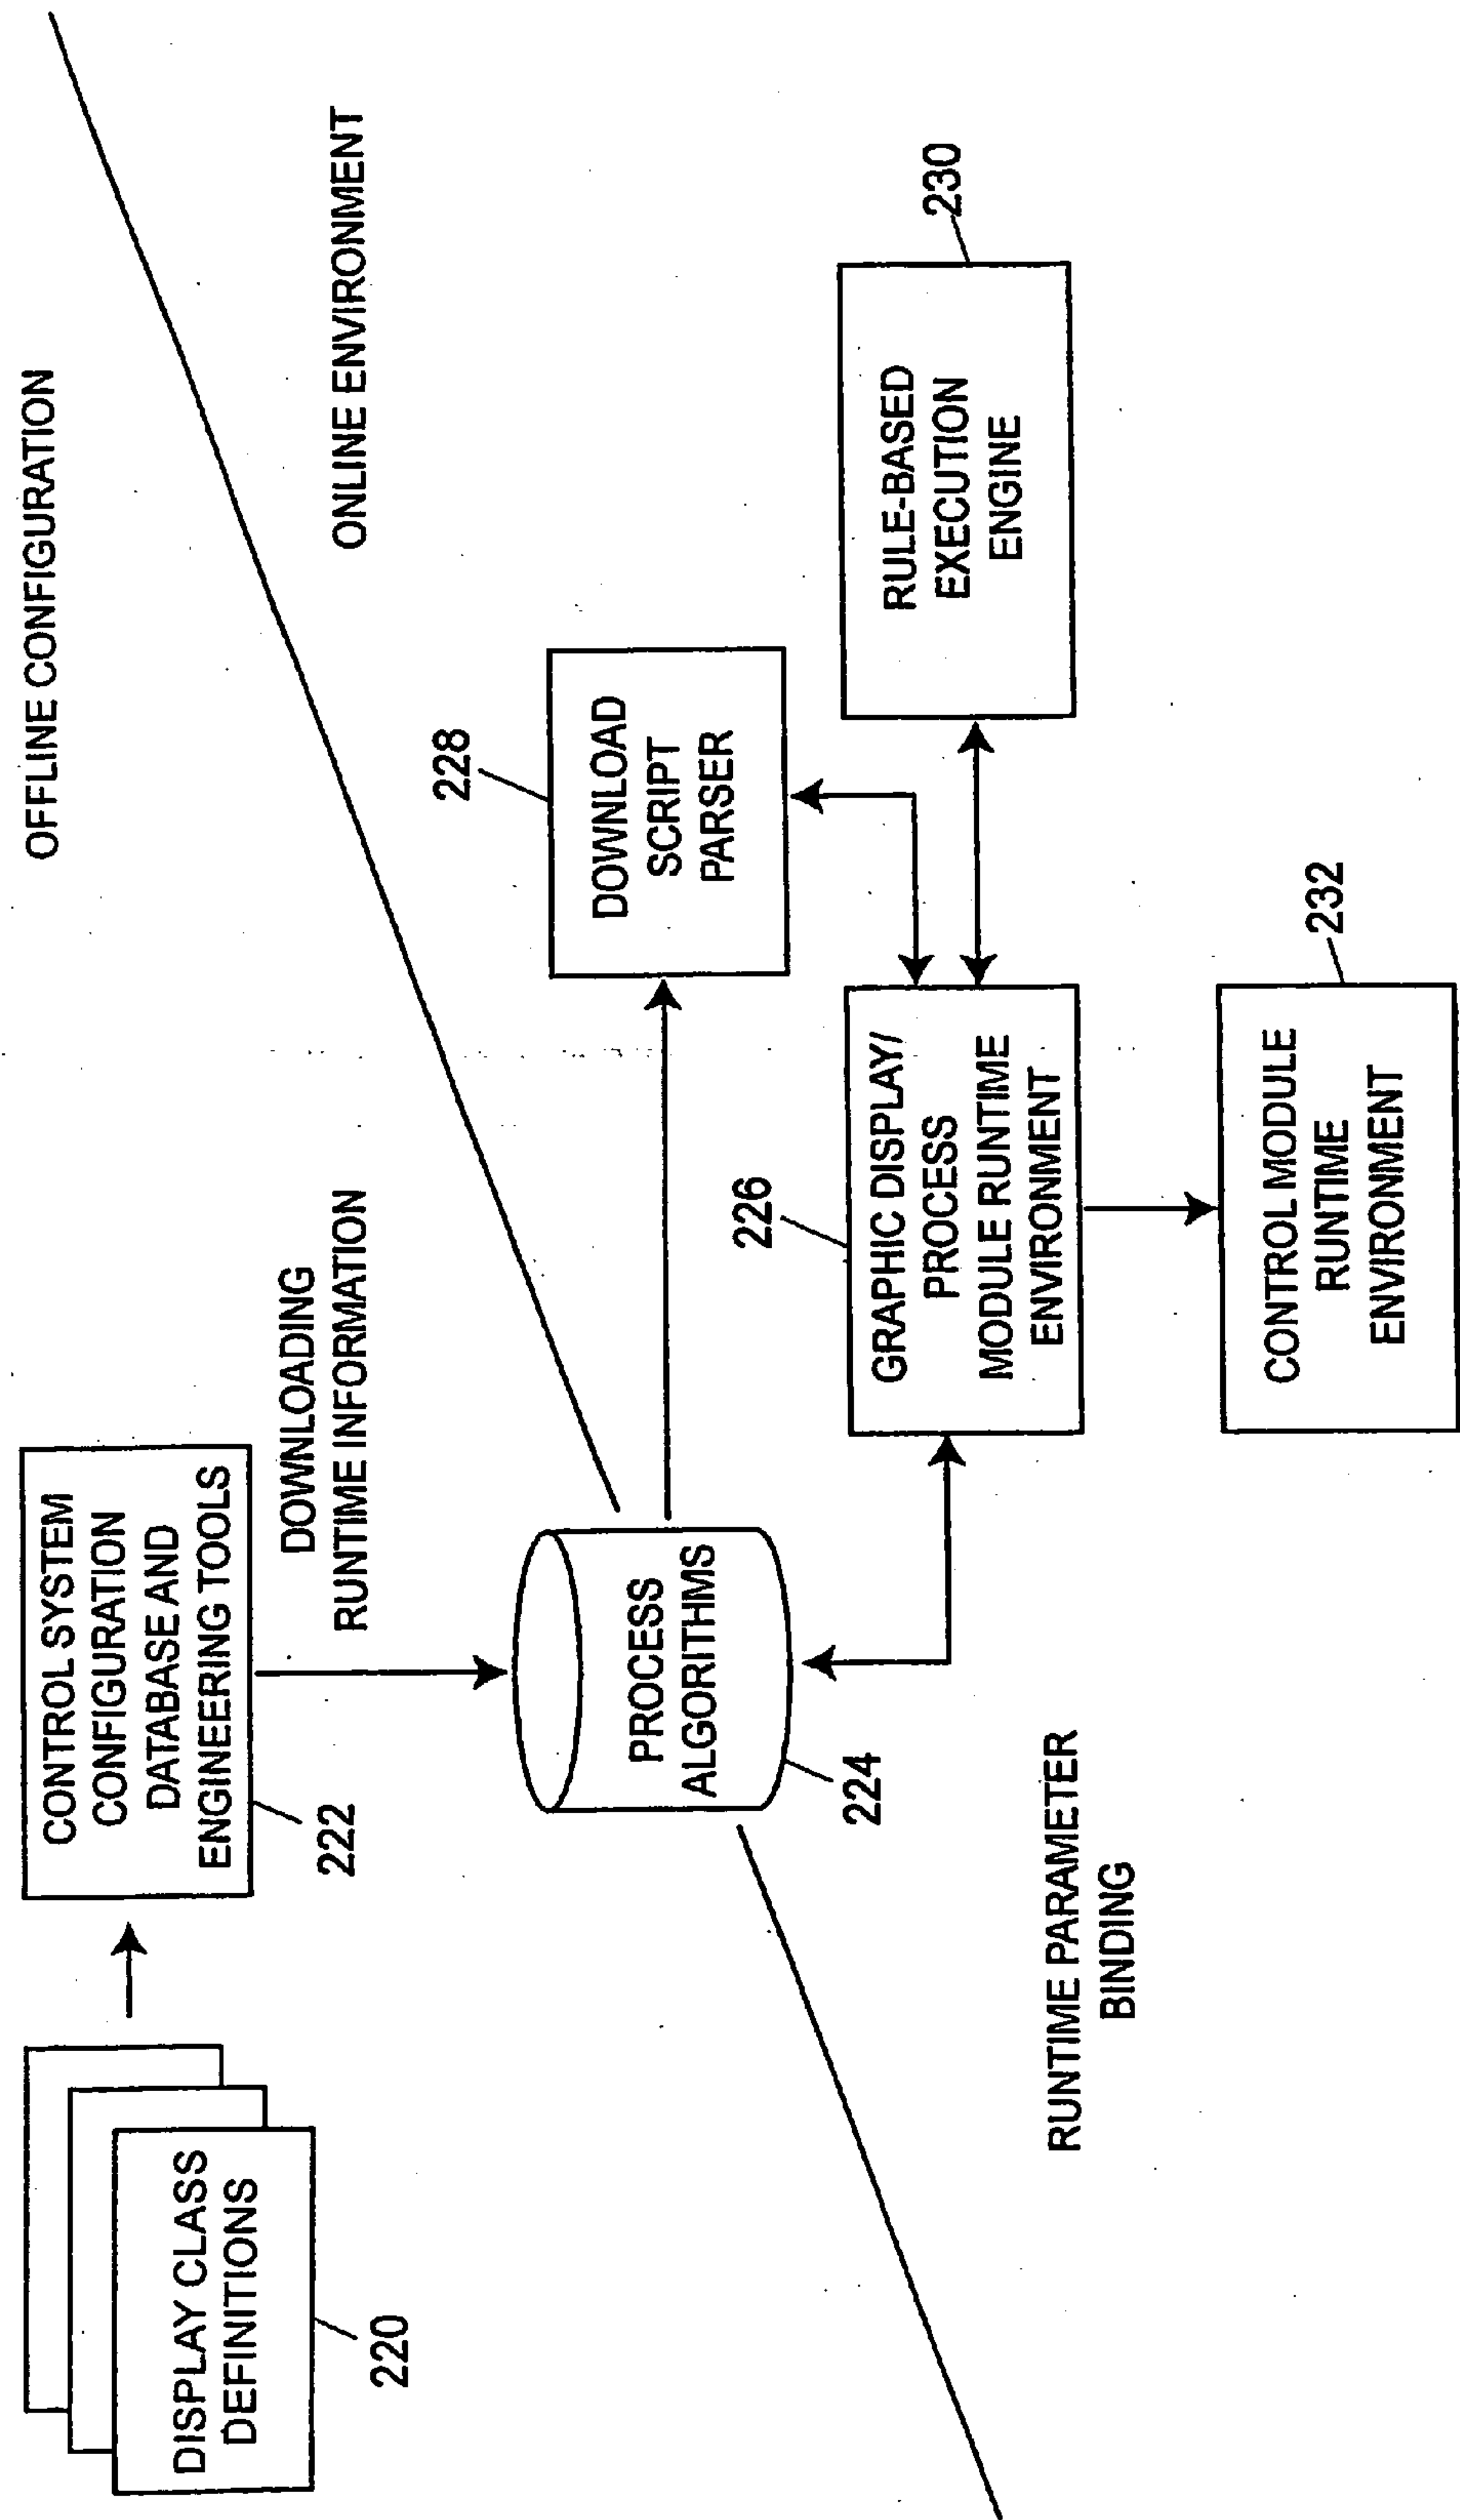 OFFLINE CONFIGURATION
DISPLAY CLASS
DEFINITIONS
220
CONTROL SYSTEM
CONFIGURATION
DATABASE AND
ENGINEERING TOOLS
222
DOWNLOADING
RUNTIME INFORMATION
ONLINE ENVIRONMENT
PROCESS
ALGORITHMS
224
228
DOWNLOAD
SCRIPT
PARSER
226
GRAPHIC DISPLAY/
PROCESS
MODULE RUNTIME
ENVIRONMENT
230
RULE-BASED
EXECUTION
ENGINE
RUNTIME PARAMETER
BINDING
232
CONTROL MODULE
RUNTIME
ENVIRONMENT